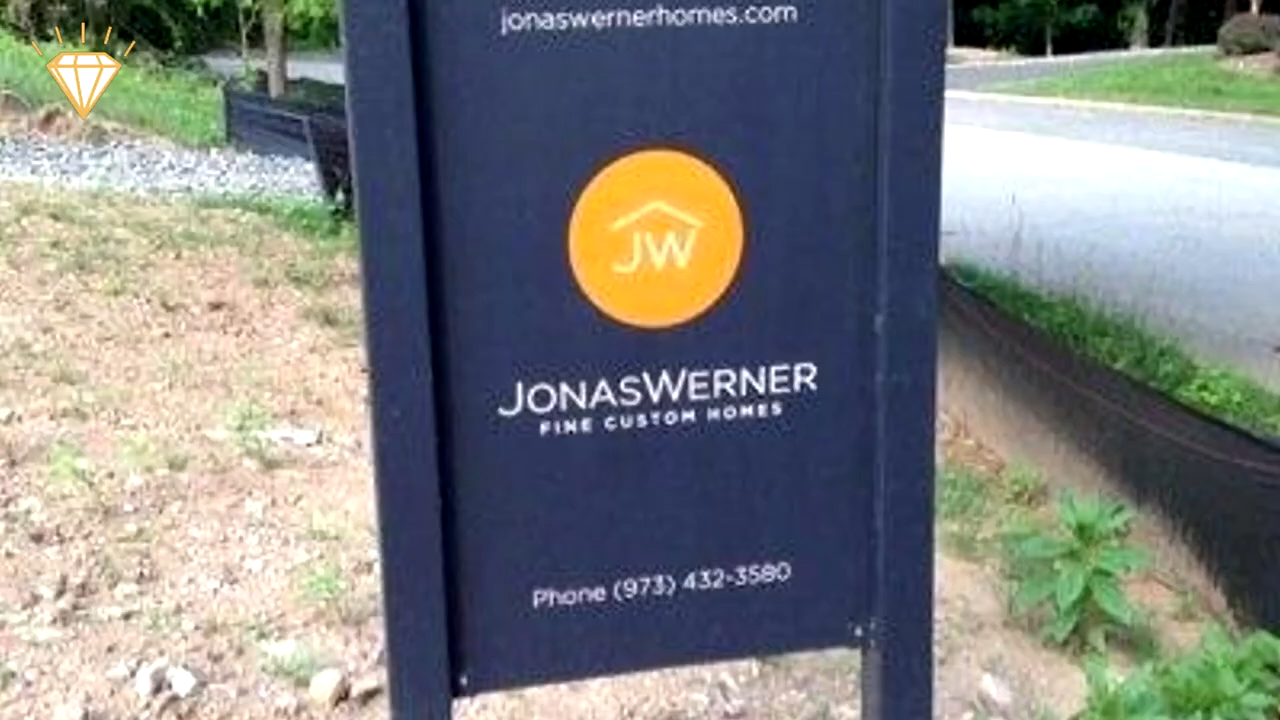 jonaswernerhomes.com
JW
JONASWERNER
FINE CUSTOM HOMES
Phone (973) 432-3580